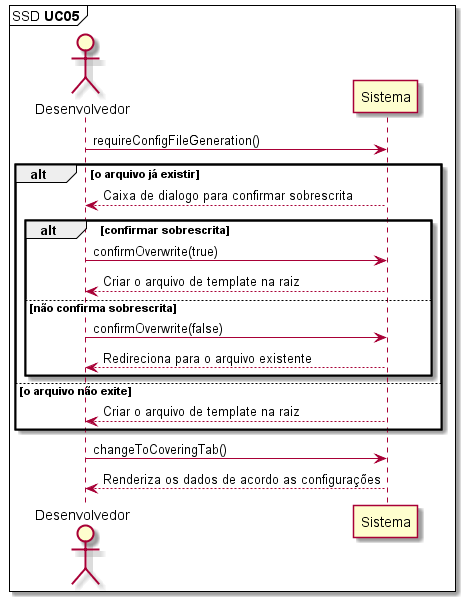 SSD UC05
Desenvolvedor
Sistema
requireConfigFileGeneration()
alt [o arquivo já existir]
Caixa de dialogo para confirmar sobrescrita
alt [confirmar sobrescrita]
confirmOverwrite(true)
Criar o arquivo de template na raiz
[não confirma sobrescrita]
confirmOverwrite(false)
Redireciona para o arquivo existente
[o arquivo não exite]
Criar o arquivo de template na raiz
changeToCoveringTab()
Renderiza os dados de acordo as configurações
Desenvolvedor
Sistema